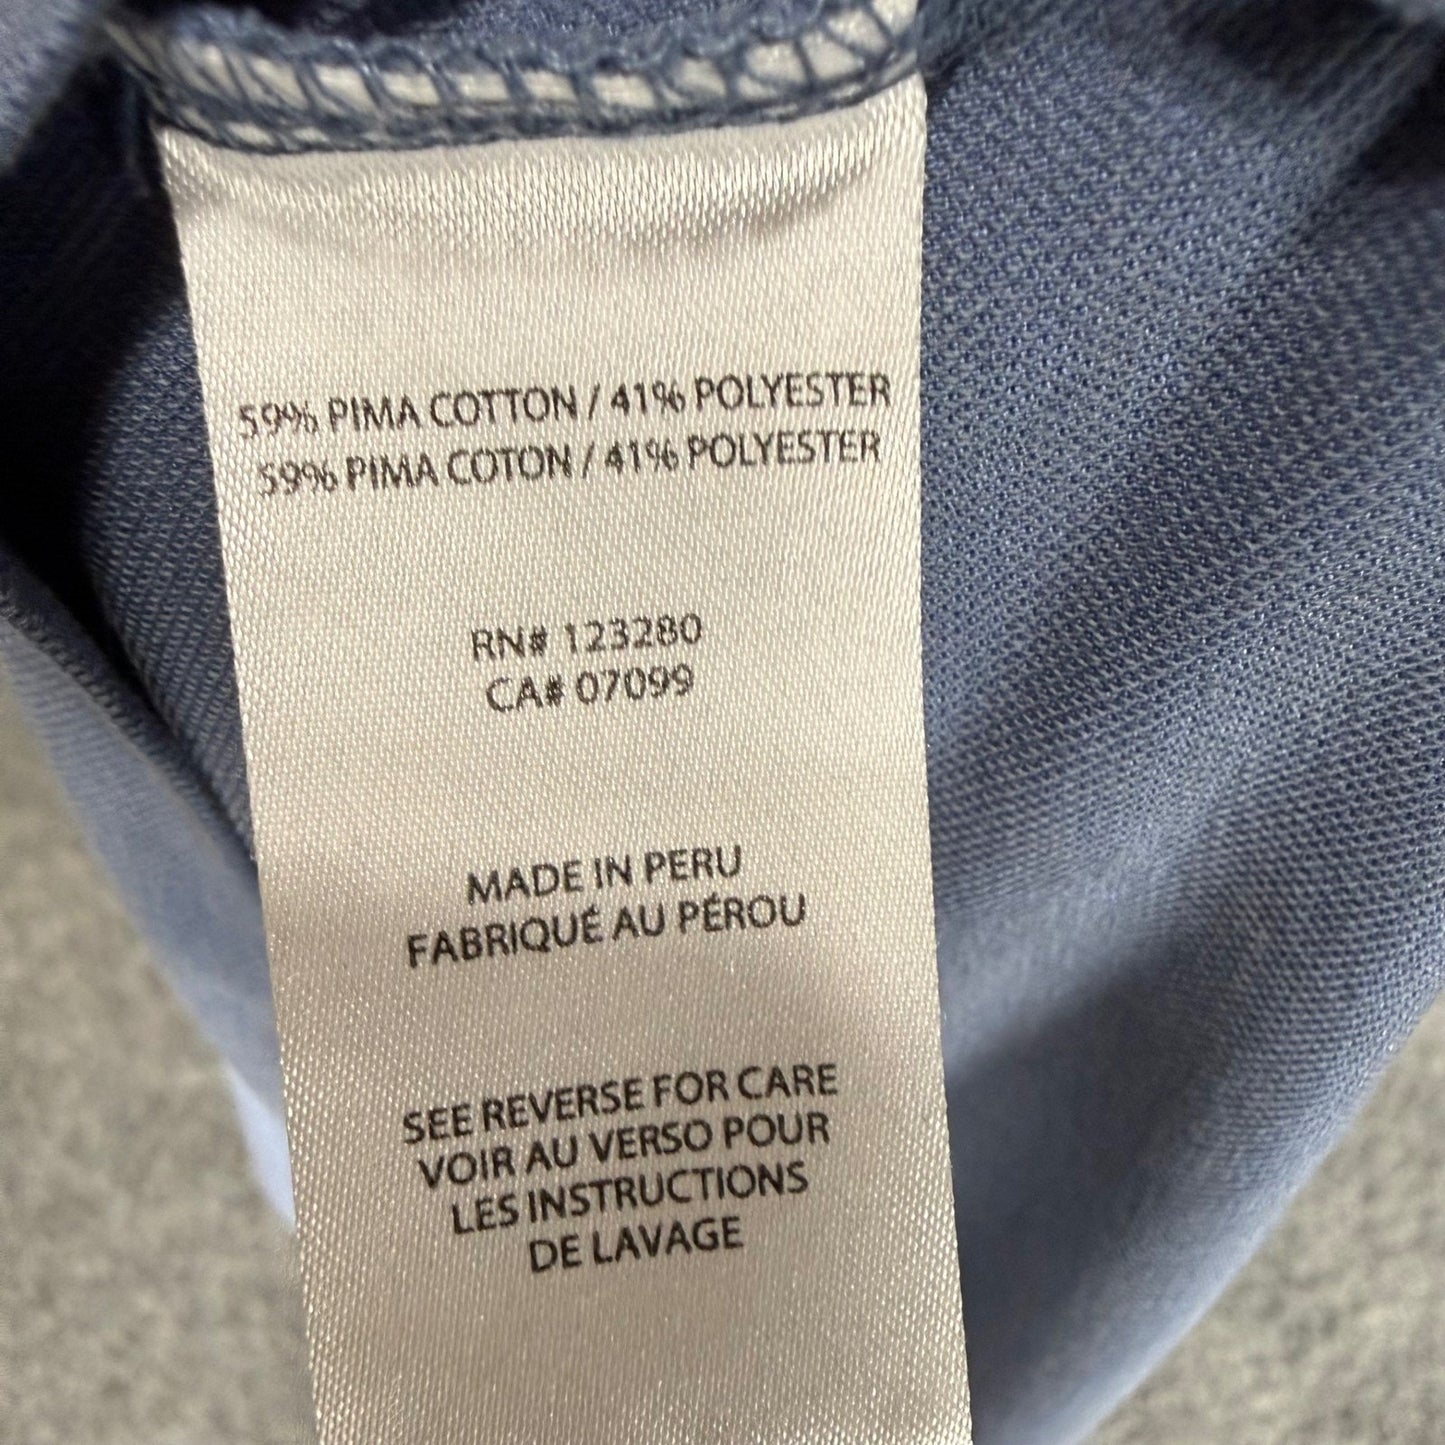 59% PIMA COTTON / 41% POLYESTER
59% PIMA COTON / 41% POLYESTER
RN# 123280
CA# 07099
MADE IN PERU
FABRIQUÉ AU PÉROU
SEE REVERSE FOR CARE
VOIR AU VERSO POUR
LES INSTRUCTIONS
DE LAVAGE